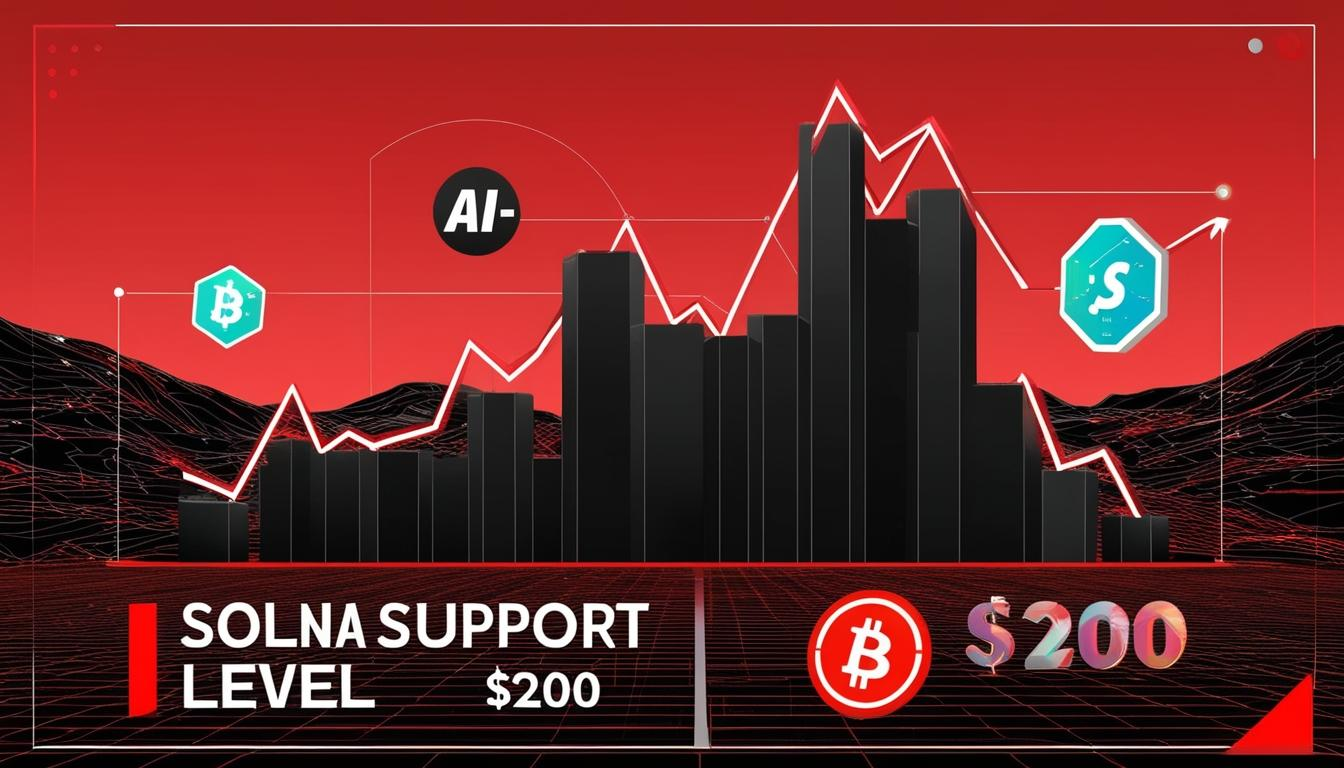 AI-
B
S
SOLNA SUPPORT
LEVEL $200
B
$200